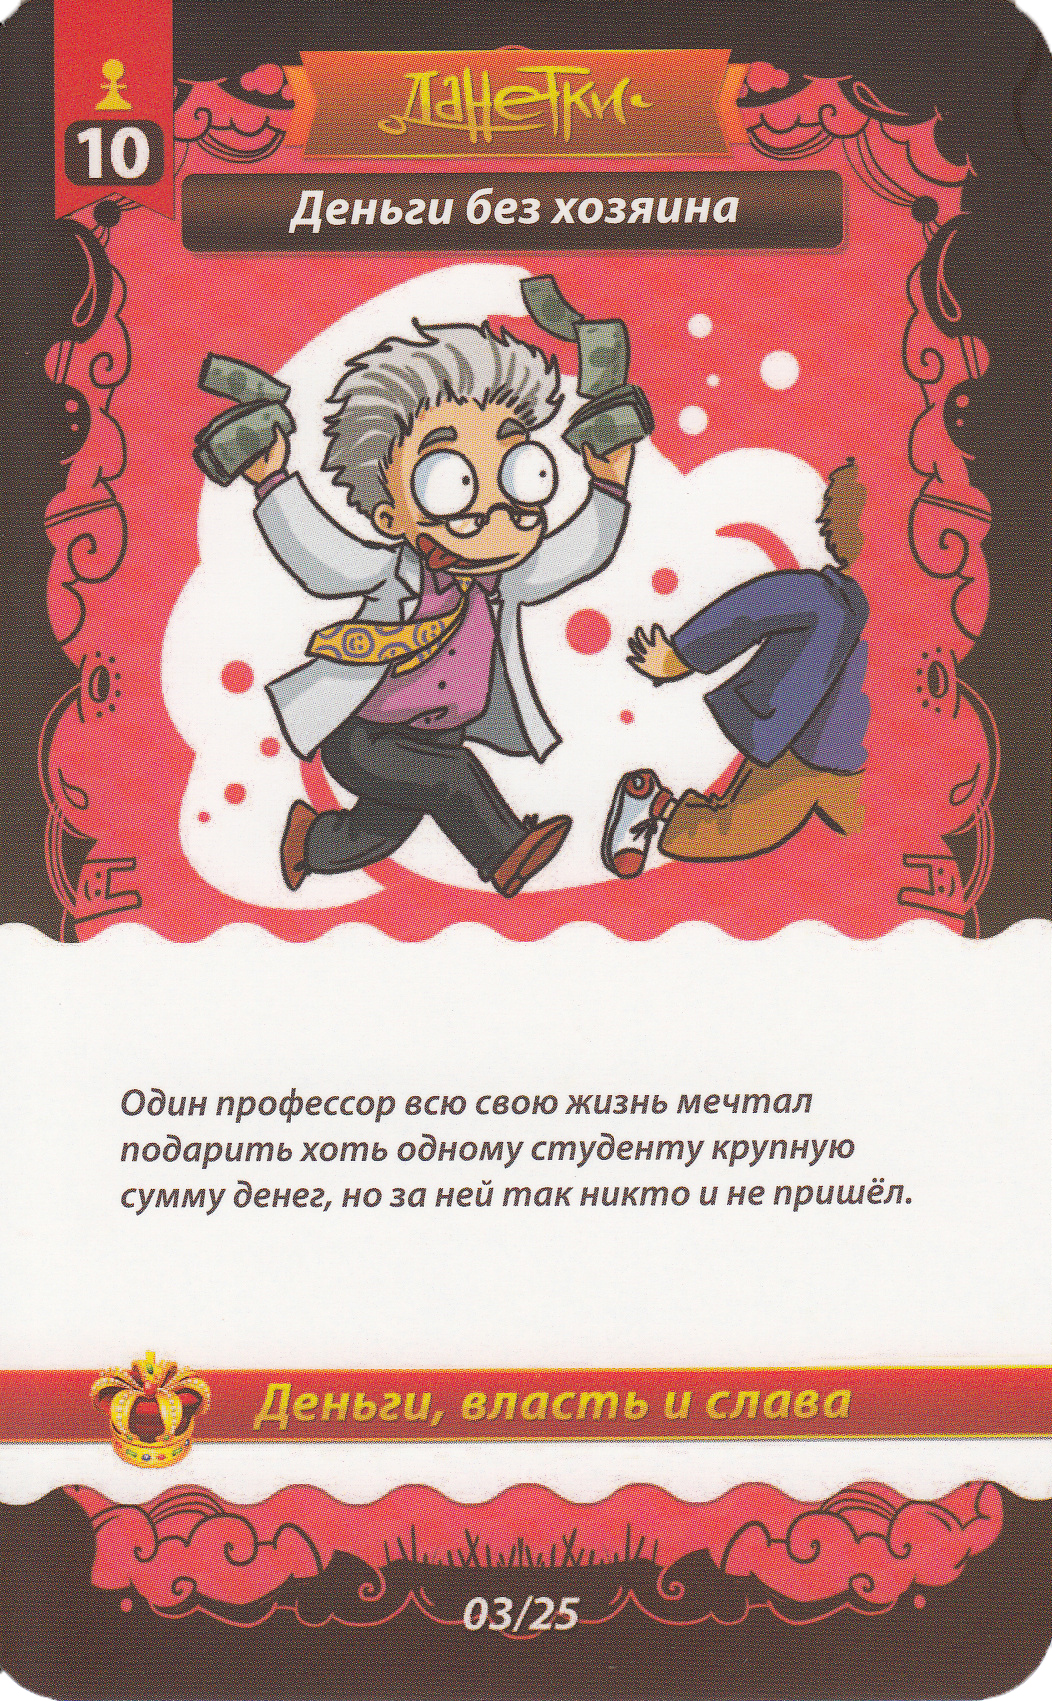 10
Данетки
Деньги без хозяина
Один профессор всю свою жизнь мечтал
подарить хоть одному студенту крупную
сумму денег, но за ней так никто и не пришёл.
Деньги, власть и слава
03/25